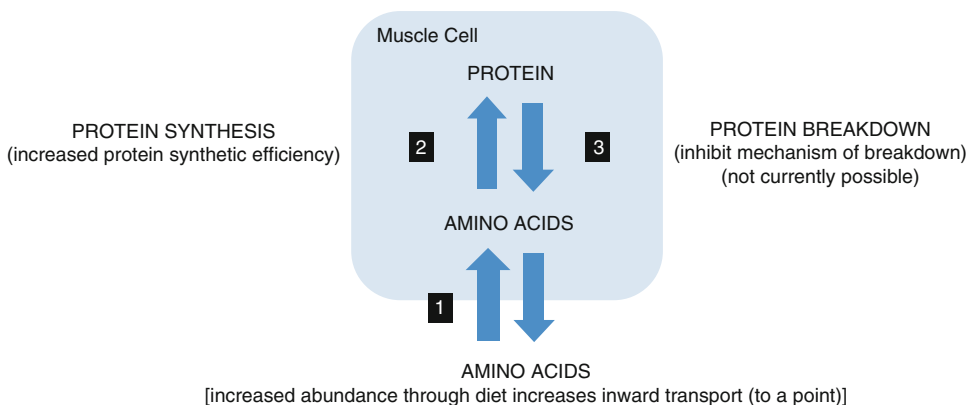 Muscle Cell
PROTEIN
PROTEIN SYNTHESIS
(increased protein synthetic efficiency)
2
3
PROTEIN BREAKDOWN
(inhibit mechanism of breakdown)
(not currently possible)
AMINO ACIDS
1
AMINO ACIDS
[increased abundance through diet increases inward transport (to a point)]